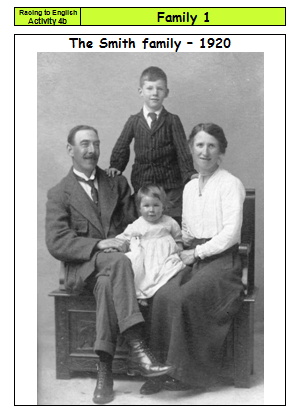 Racing to English
Activity 4b
Family 1
The Smith family – 1920